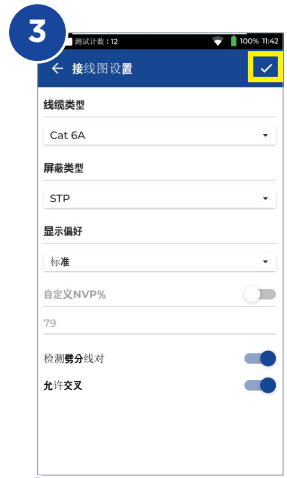 3
测试计数：12 100% 11:42
接线图设置
线缆类型
Cat 6A
屏蔽类型
STP
显示偏好
标准
自定义NVP%
79
检测劈分线对
允许交叉